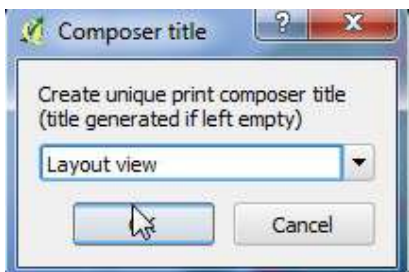 Composer title
Create unique print composer title
(title generated if left empty)
Layout view
Cancel